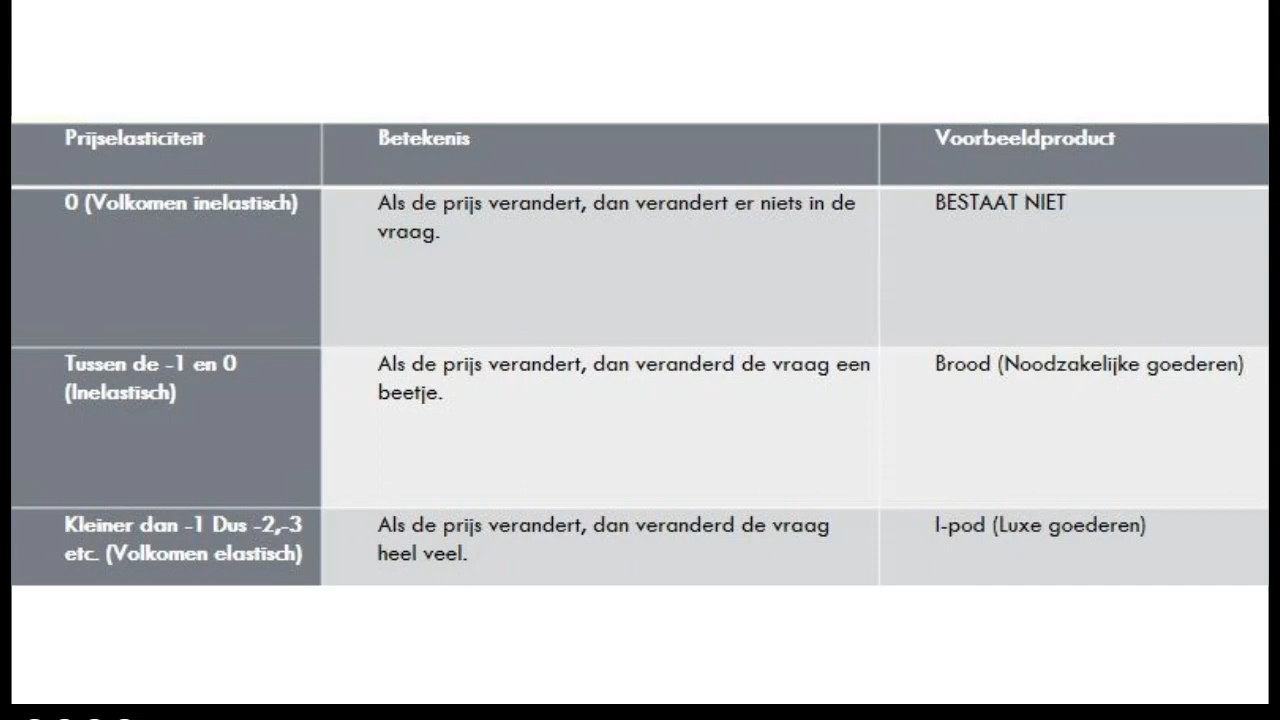 Prijselasticiteit
Betekenis
Voorbeeldproduct
0 (Volkomen inelastisch)
Als de prijs verandert, dan verandert er niets in de
vraag.
BESTAAT NIET
Tussen de -1 en 0
(Inelastisch)
Als de prijs verandert, dan veranderd de vraag een
beetje.
Brood (Noodzakelijke goederen)
Kleiner dan -1 Dus -2,-3
etc. (Volkomen elastisch)
Als de prijs verandert, dan veranderd de vraag
heel veel.
I-pod (Luxe goederen)